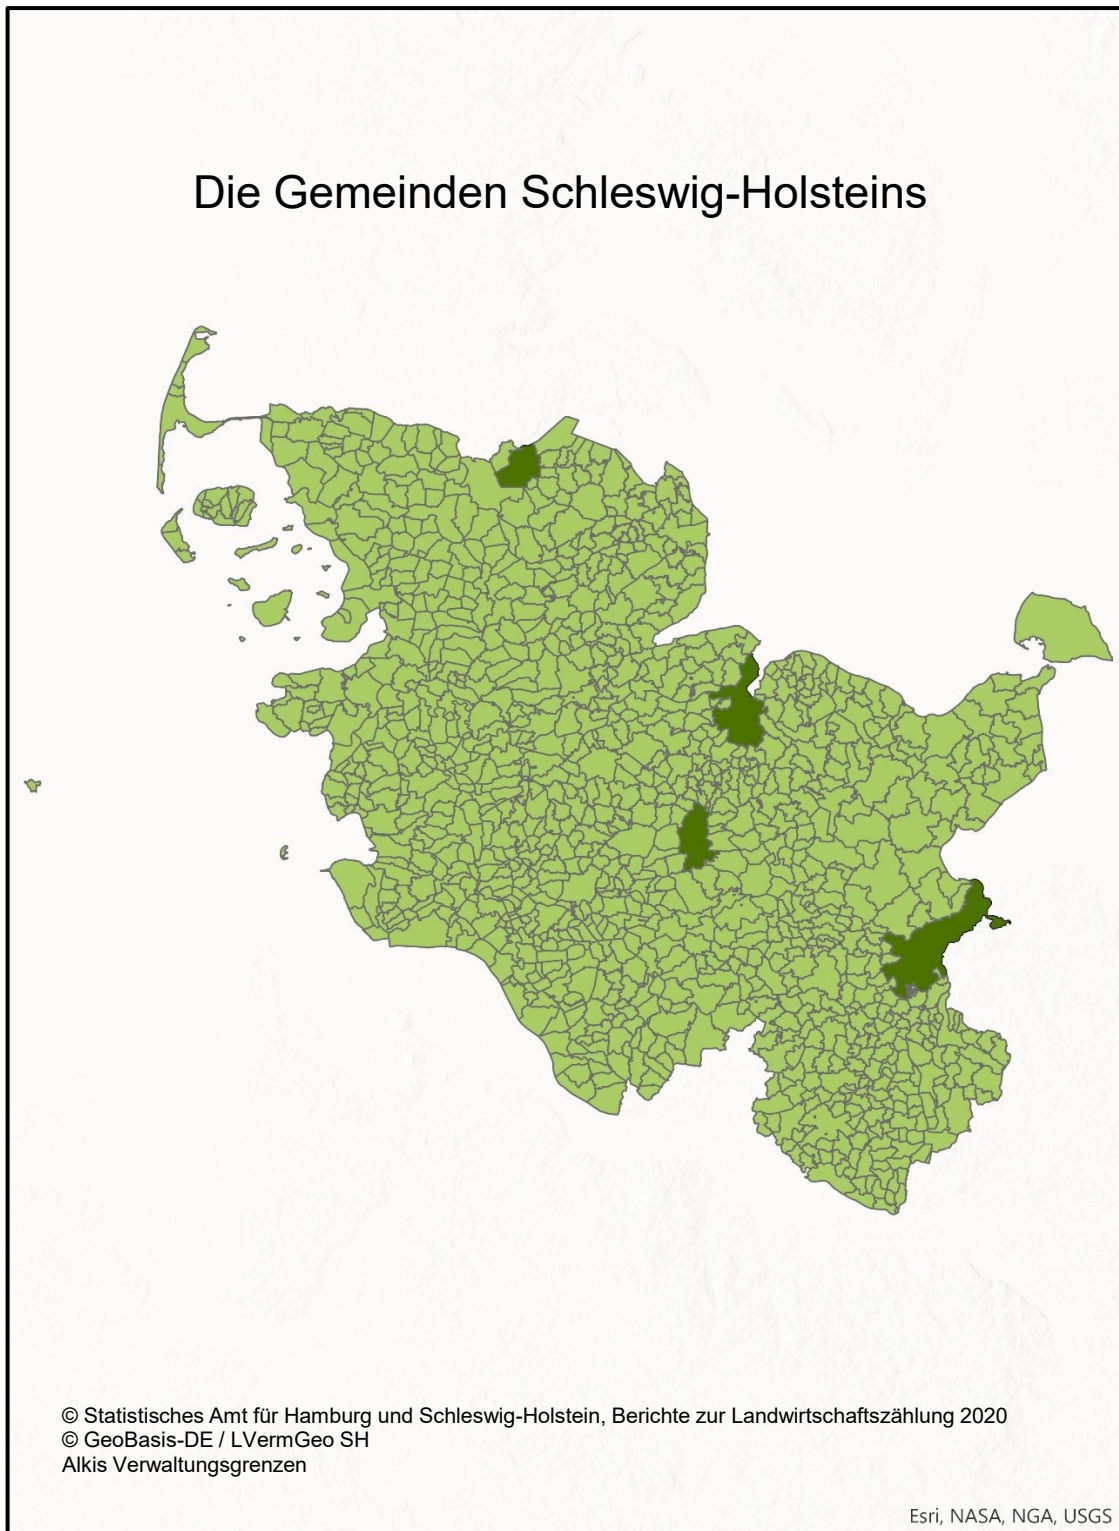 Die Gemeinden Schleswig-Holsteins
© Statistisches Amt für Hamburg und Schleswig-Holstein, Berichte zur Landwirtschaftszählung 2020
© GeoBasis-DE / LVermGeo SH
Alkis Verwaltungsgrenzen
Esri, NASA, NGA, USGS